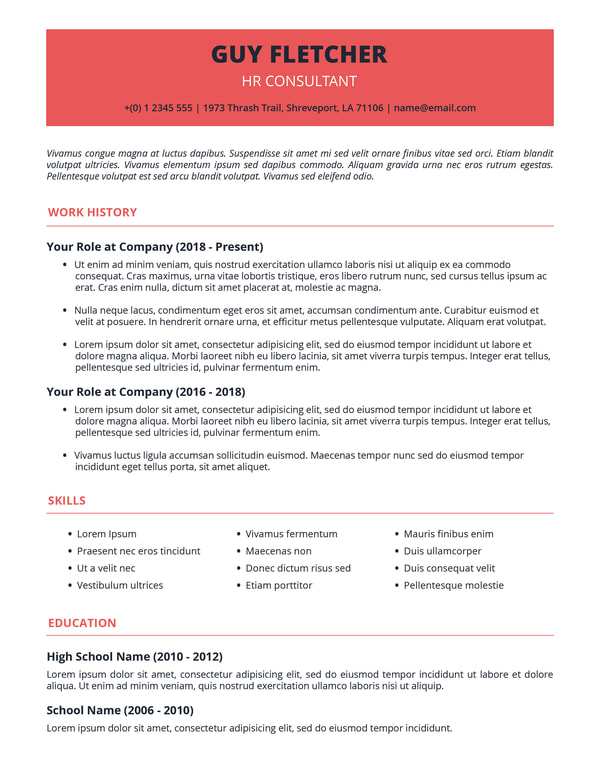 GUY FLETCHER
HR CONSULTANT
+(0) 1 2345 555 | 1973 Thrash Trail, Shreveport, LA 71106 | name@email.com
Vivamus congue magna at luctus dapibus. Suspendisse sit amet mi sed velit ornare finibus vitae sed orci. Etiam blandit
volutpat ultricies. Vivamus elementum ipsum sed dapibus commodo. Aliquam gravida urna nec eros rutrum egestas.
Pellentesque volutpat est sed arcu blandit volutpat. Vivamus sed eleifend odio.
WORK HISTORY
Your Role at Company (2018 - Present)
• Ut enim ad minim veniam, quis nostrud exercitation ullamco laboris nisi ut aliquip ex ea commodo
consequat. Cras maximus, urna vitae lobortis tristique, eros libero rutrum nunc, sed cursus tellus ipsum ac
erat. Cras enim nulla, dictum sit amet placerat at, molestie ac magna.
• Nulla neque lacus, condimentum eget eros sit amet, accumsan condimentum ante. Curabitur euismod et
velit at posuere. In hendrerit ornare urna, et efficitur metus pellentesque vulputate. Aliquam erat volutpat.
• Lorem ipsum dolor sit amet, consectetur adipisicing elit, sed do eiusmod tempor incididunt ut labore et
dolore magna aliqua. Morbi laoreet nibh eu libero lacinia, sit amet viverra turpis tempus. Integer erat tellus,
pellentesque sed ultricies id, pulvinar fermentum enim.
Your Role at Company (2016 - 2018)
• Lorem ipsum dolor sit amet, consectetur adipisicing elit, sed do eiusmod tempor incididunt ut labore et
dolore magna aliqua. Morbi laoreet nibh eu libero lacinia, sit amet viverra turpis tempus. Integer erat tellus,
pellentesque sed ultricies id, pulvinar fermentum enim.
• Vivamus luctus ligula accumsan sollicitudin euismod. Maecenas tempor nunc sed do eiusmod tempor
incididunt eget tellus porta, sit amet aliquet.
SKILLS
• Lorem Ipsum
• Praesent nec eros tincidunt
• Ut a velit nec
• Vestibulum ultrices
• Vivamus fermentum
• Maecenas non
• Donec dictum risus sed
• Etiam porttitor
• Mauris finibus enim
• Duis ullamcorper
• Duis consequat velit
• Pellentesque molestie
EDUCATION
High School Name (2010 - 2012)
Lorem ipsum dolor sit amet, consectetur adipisicing elit, sed do eiusmod tempor incididunt ut labore et dolore
aliqua. Ut enim ad minim veniam, quis nostrud exercitation ullamco laboris nisi ut aliquip.
School Name (2006 - 2010)
Lorem ipsum dolor sit amet, consectetur adipisicing elit, sed do eiusmod tempor incididunt.